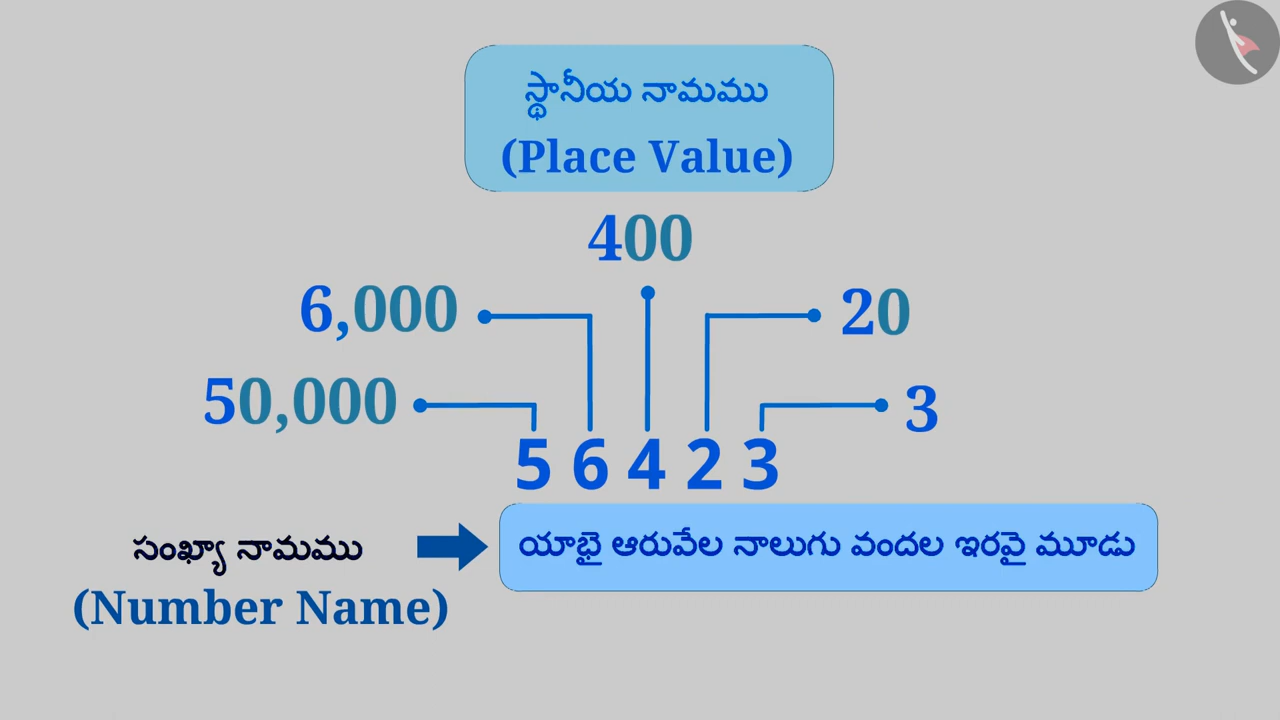 స్థానీయ నామము
(Place Value)
400
6,000
20
50,000
3
5 6 4 2 3
సంఖ్యా నామము
యాభై ఆరువేల నాలుగు వందల ఇరవై మూడు
(Number Name)